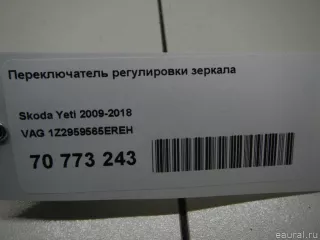 Переключатель регулировки зеркала
Skoda Yeti 2009-2018
VAG 1Z2959565EREH
70 773 243
eaural.ru/